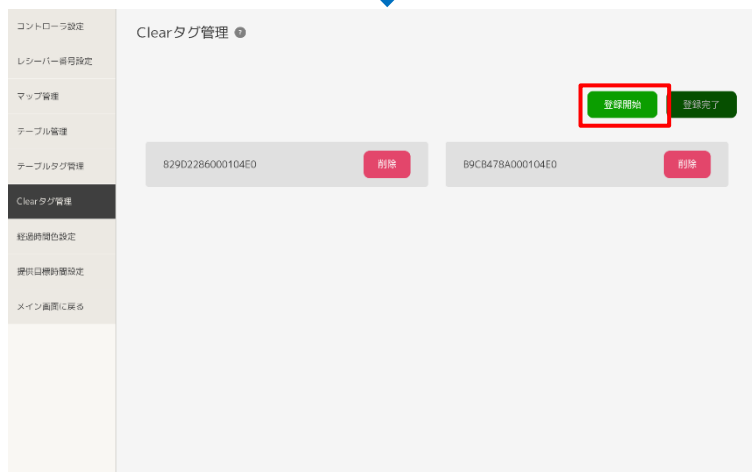 コントローラ設定
レシーバー番号設定
マップ管理
テーブル管理
テーブルタグ管理
Clearタグ管理
経過時間色設定
提供目標時間設定
メイン画面に戻る
Clearタグ管理 ?
登録開始
登録完了
829D2286000104E0
削除
B9CB478A000104E0
削除